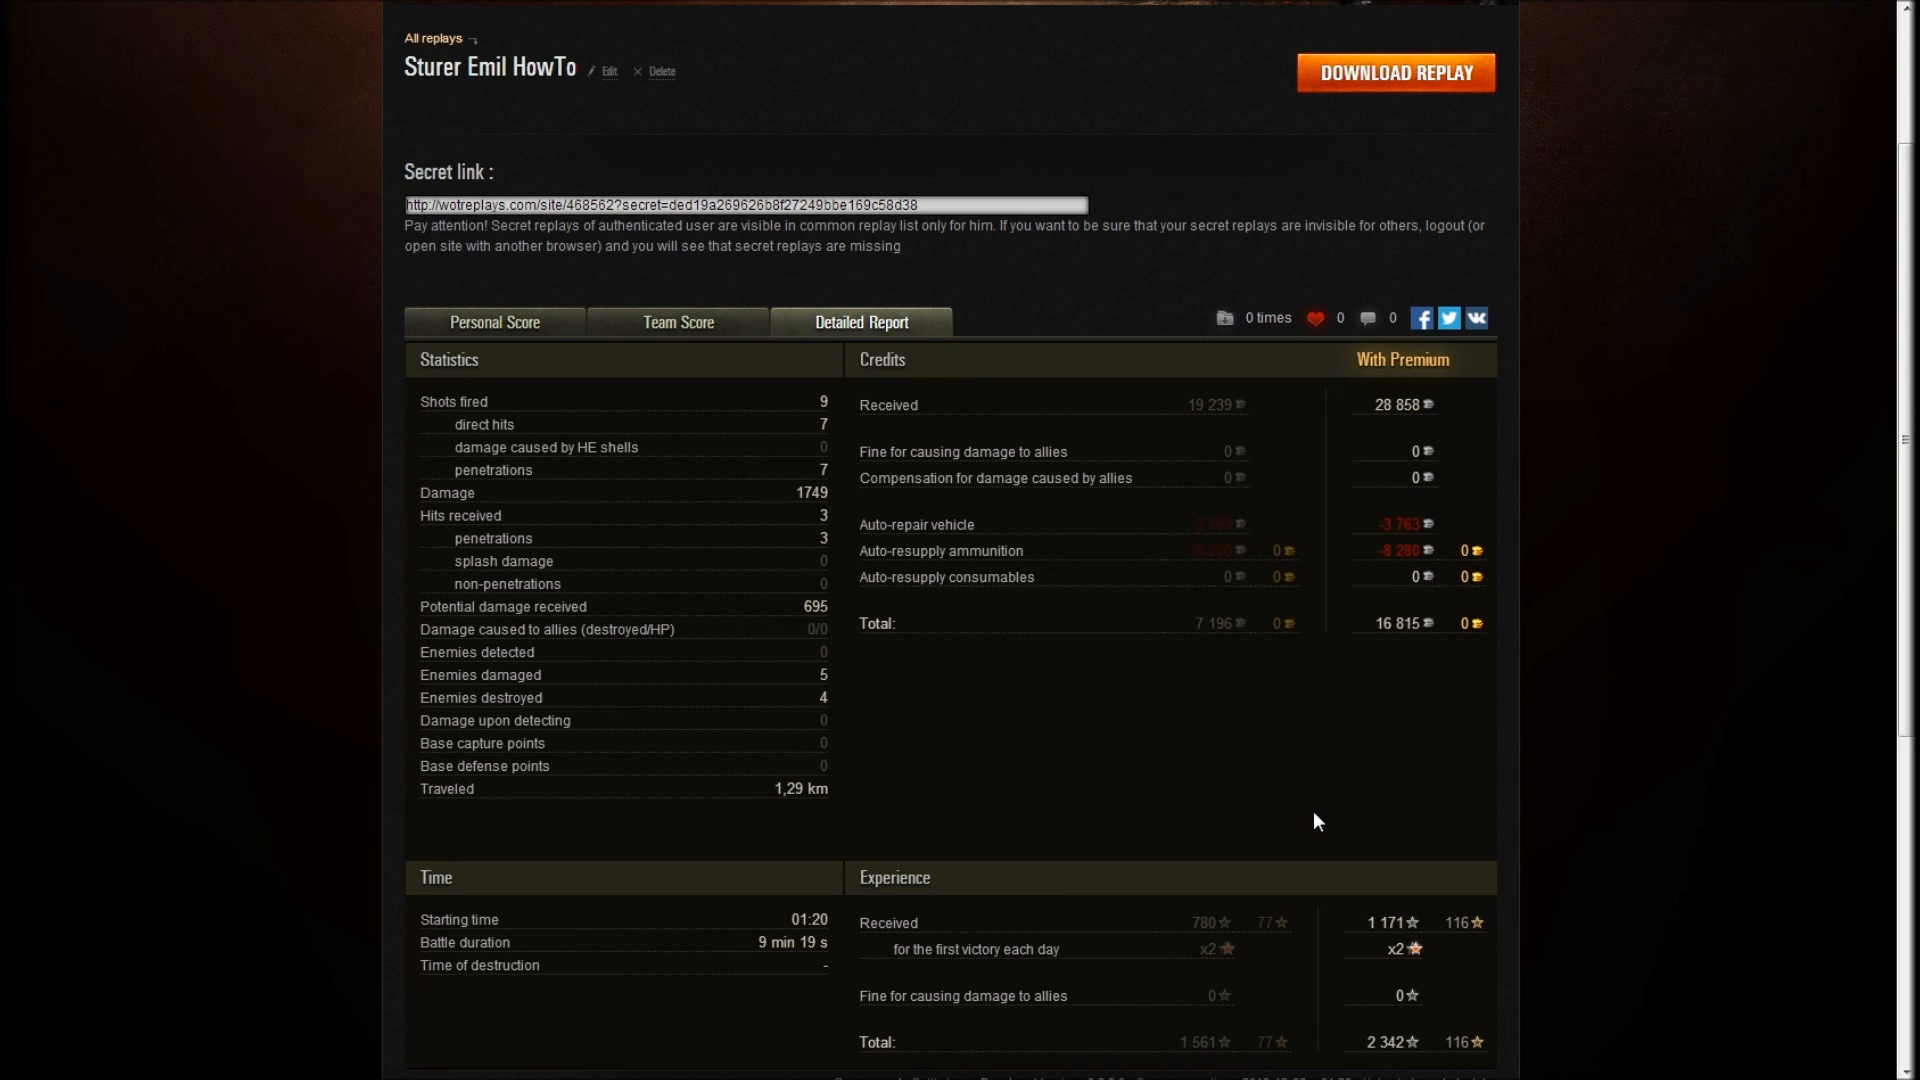 All replays
Sturer Emil HowTo Edit Delete
DOWNLOAD REPLAY
Secret link :
http://wotreplays.com/site/468562?secret=ded19a269626b8f27249bbe169c58d38
Pay attention! Secret replays of authenticated user are visible in common replay list only for him. If you want to be sure that your secret replays are invisible for others, logout (or
open site with another browser) and you will see that secret replays are missing
Personal Score Team Score Detailed Report 0 times 0 0
Statistics
Shots fired 9
direct hits 7
damage caused by HE shells 0
penetrations 7
Damage 1749
Hits received 3
penetrations 3
splash damage 0
non-penetrations 0
Potential damage received 695
Damage caused to allies (destroyed/HP) 0/0
Enemies detected 0
Enemies damaged 5
Enemies destroyed 4
Damage upon detecting 0
Base capture points 0
Base defense points 0
Traveled 1,29 km
Credits With Premium
Received 19 239 28 858
Fine for causing damage to allies 0 0
Compensation for damage caused by allies 0 0
Auto-repair vehicle -3 763 -3 763
Auto-resupply ammunition -8 280 0 -8 280 0
Auto-resupply consumables 0 0 0 0
Total: 7 196 0 16 815 0
Time
Starting time 01:20
Battle duration 9 min 19 s
Time of destruction -
Experience
Received 780 77 1 171 116
for the first victory each day x2 x2
Fine for causing damage to allies 0 0
Total: 1 561 77 2 342 116